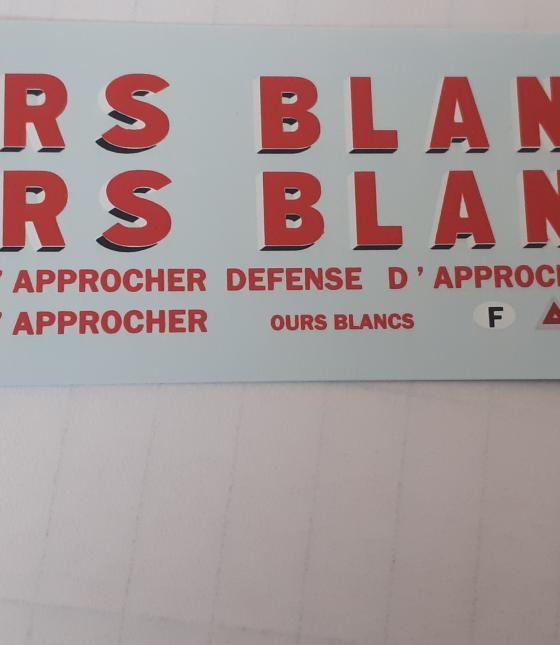 RS BLAN
RS BLAN
' APPROCHER DEFENSE D ' APPROC
' APPROCHER OURS BLANCS F